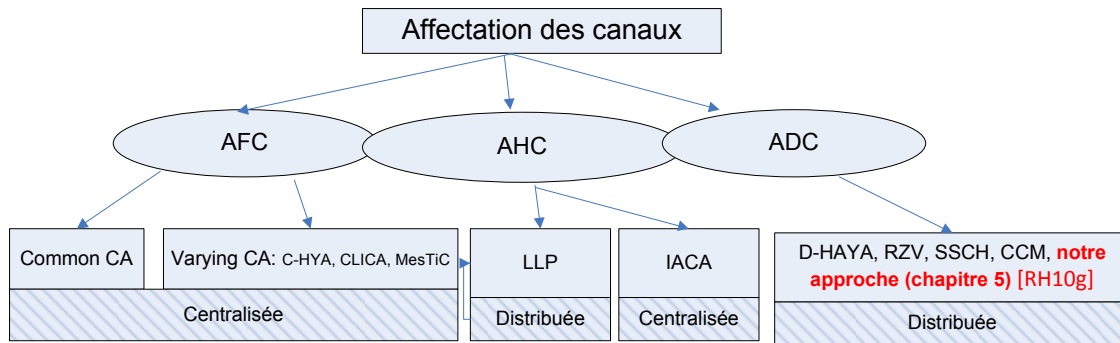 Affectation des canaux
AFC
AHC
ADC
Common CA
Varying CA: C-HYA, CLICA, MesTiC
Centralisée
LLP
Distribuée
IACA
Centralisée
D-HAYA, RZV, SSCH, CCM, notre
approche (chapitre 5) [RH10g]
Distribuée